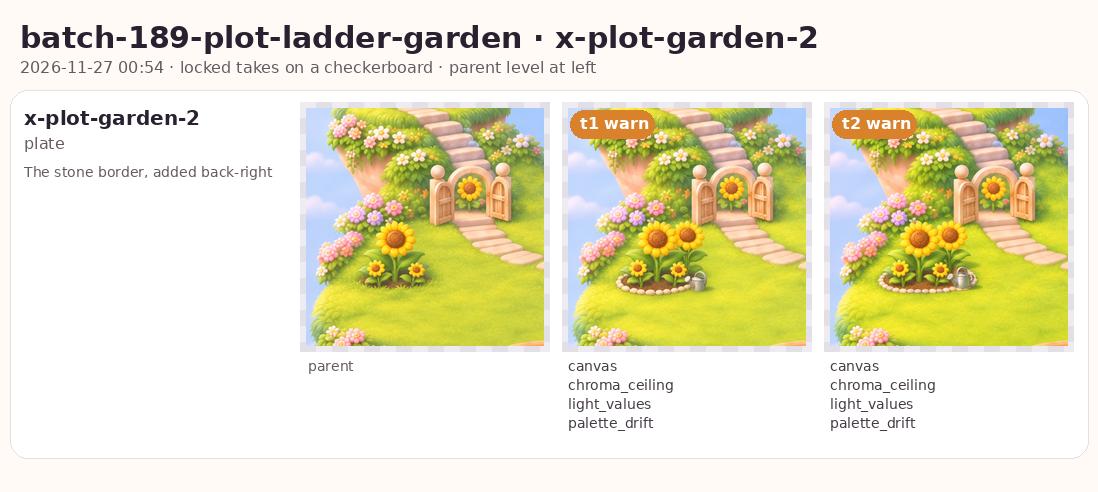 batch-189-plot-ladder-garden · x-plot-garden-2
2026-11-27 00:54 · locked takes on a checkerboard · parent level at left
x-plot-garden-2
plate
The stone border, added back-right
parent
t1 warn
canvas
chroma_ceiling
light_values
palette_drift
t2 warn
canvas
chroma_ceiling
light_values
palette_drift